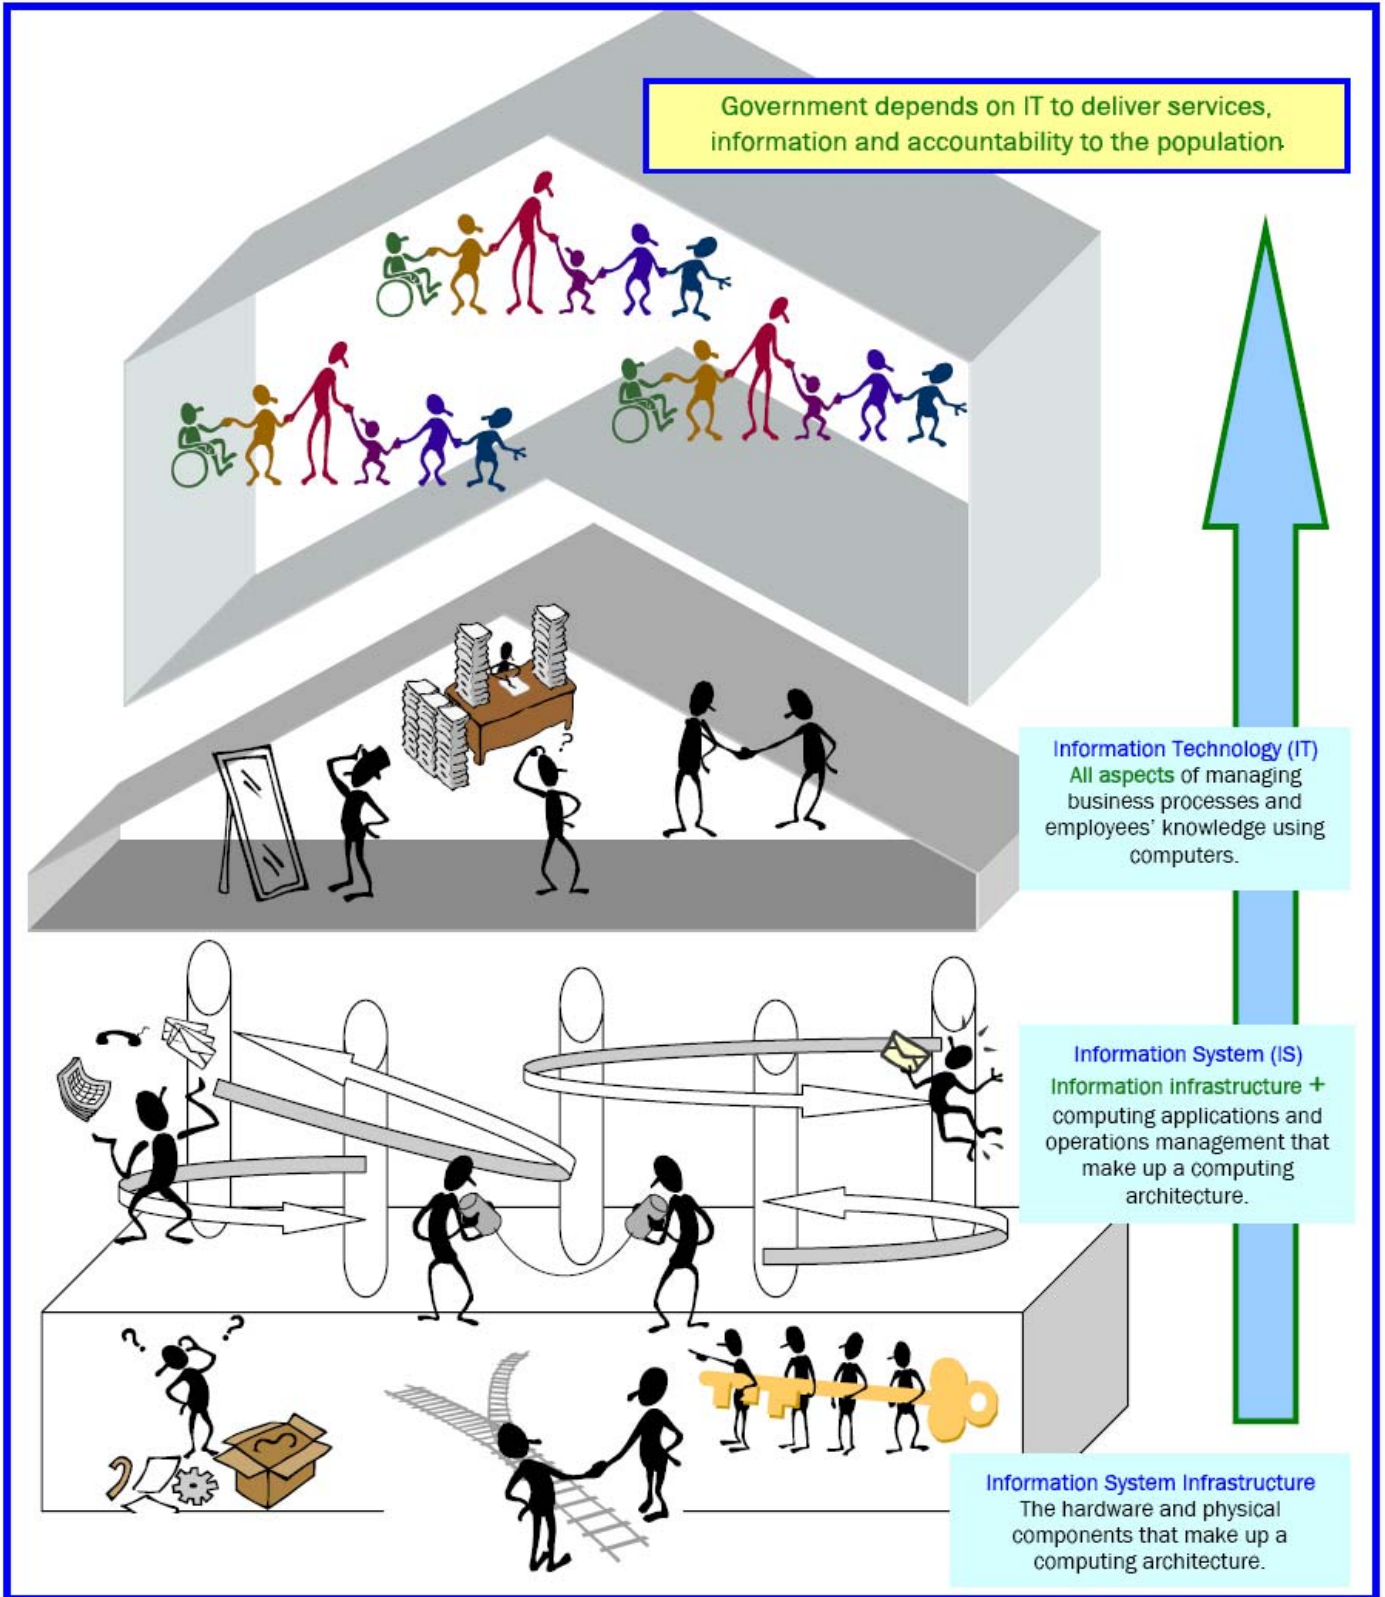 Government depends on IT to deliver services,
information and accountability to the population.
?
Information Technology (IT)
All aspects of managing
business processes and
employees' knowledge using
computers.
Information System (IS)
Information infrastructure +
computing applications and
operations management that
make up a computing
architecture.
? ?
Information System Infrastructure
The hardware and physical
components that make up a
computing architecture.